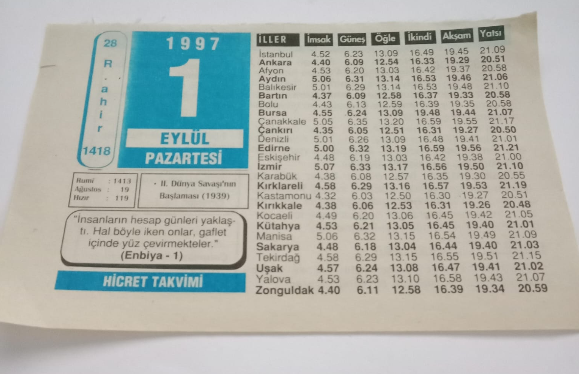 28
R.ahir
1418
1997
1
EYLÜL
PAZARTESİ
Rumi : 1413
Ağustos : 19
Hızır : 119
• II. Dünya Savaşı'nın
Başlaması (1939)
"İnsanların hesap günleri yaklaş-
tı. Hal böyle iken onlar, gaflet
içinde yüz çevirmekteler."
(Enbiya - 1)
HİCRET TAKVİMİ
İLLER İmsak Güneş Öğle İkindi Akşam Yatsı
İstanbul 4.52 6.23 13.09 16.49 19.45 21.09
Ankara 4.40 6.09 12.54 16.33 19.29 20.51
Afyon 4.53 6.20 13.03 16.42 19.37 20.58
Aydın 5.06 6.31 13.14 16.53 19.46 21.06
Balıkesir 5.01 6.29 13.14 16.53 19.48 21.10
Bartın 4.37 6.09 12.58 16.37 19.33 20.58
Bolu 4.43 6.13 12.59 16.39 19.35 20.58
Bursa 4.55 6.24 13.09 19.48 19.44 21.07
Çanakkale 5.05 6.35 13.20 16.59 19.55 21.17
Çankırı 4.35 6.05 12.51 16.31 19.27 20.50
Denizli 5.01 6.26 13.09 16.48 19.41 21.01
Edirne 5.00 6.32 13.19 16.59 19.56 21.21
Eskişehir 4.48 6.19 13.03 16.42 19.38 21.00
İzmir 5.07 6.33 13.17 16.56 19.50 21.10
Karabük 4.38 6.08 12.57 16.35 19.30 20.55
Kırklareli 4.58 6.29 13.16 16.57 19.53 21.19
Kastamonu 4.32 6.03 12.50 16.30 19.27 20.51
Kırıkkale 4.38 6.06 12.53 16.31 19.26 20.48
Kocaeli 4.49 6.20 13.06 16.45 19.42 21.05
Kütahya 4.53 6.21 13.05 16.45 19.40 21.01
Manisa 5.06 6.32 13.15 16.54 19.49 21.09
Sakarya 4.48 6.18 13.04 16.44 19.40 21.03
Tekirdağ 4.58 6.29 13.15 16.55 19.51 21.15
Uşak 4.57 6.24 13.08 16.47 19.41 21.02
Yalova 4.53 6.23 13.10 16.58 19.43 21.07
Zonguldak 4.40 6.11 12.58 16.39 19.34 20.59